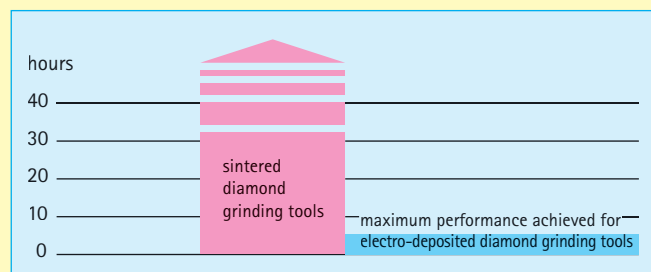 hours
40
30
20
10
0
sintered
diamond
grinding tools
maximum performance achieved for
electro-deposited diamond grinding tools